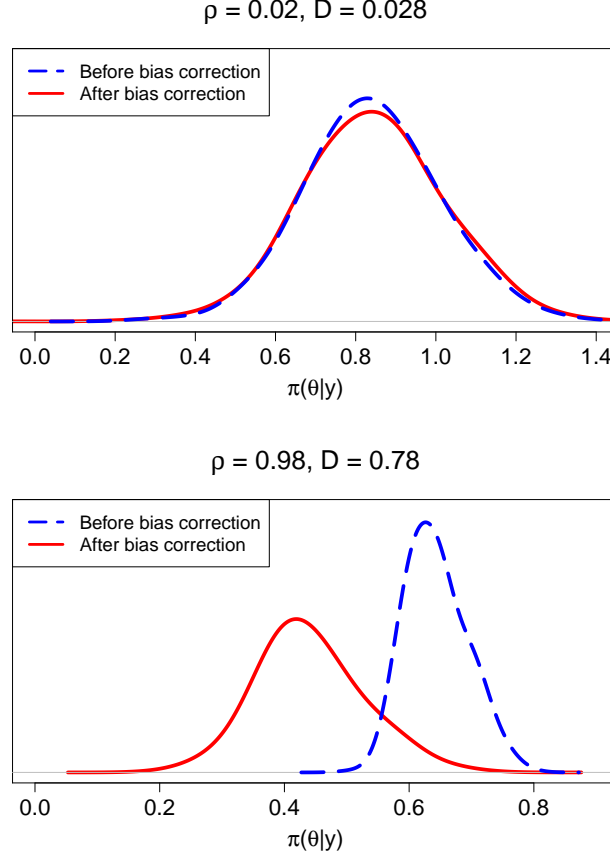 ρ = 0.02, D = 0.028
Before bias correction
After bias correction
0.0 0.2 0.4 0.6 0.8 1.0 1.2 1.4
π(θ|y)
ρ = 0.98, D = 0.78
Before bias correction
After bias correction
0.0 0.2 0.4 0.6 0.8
π(θ|y)